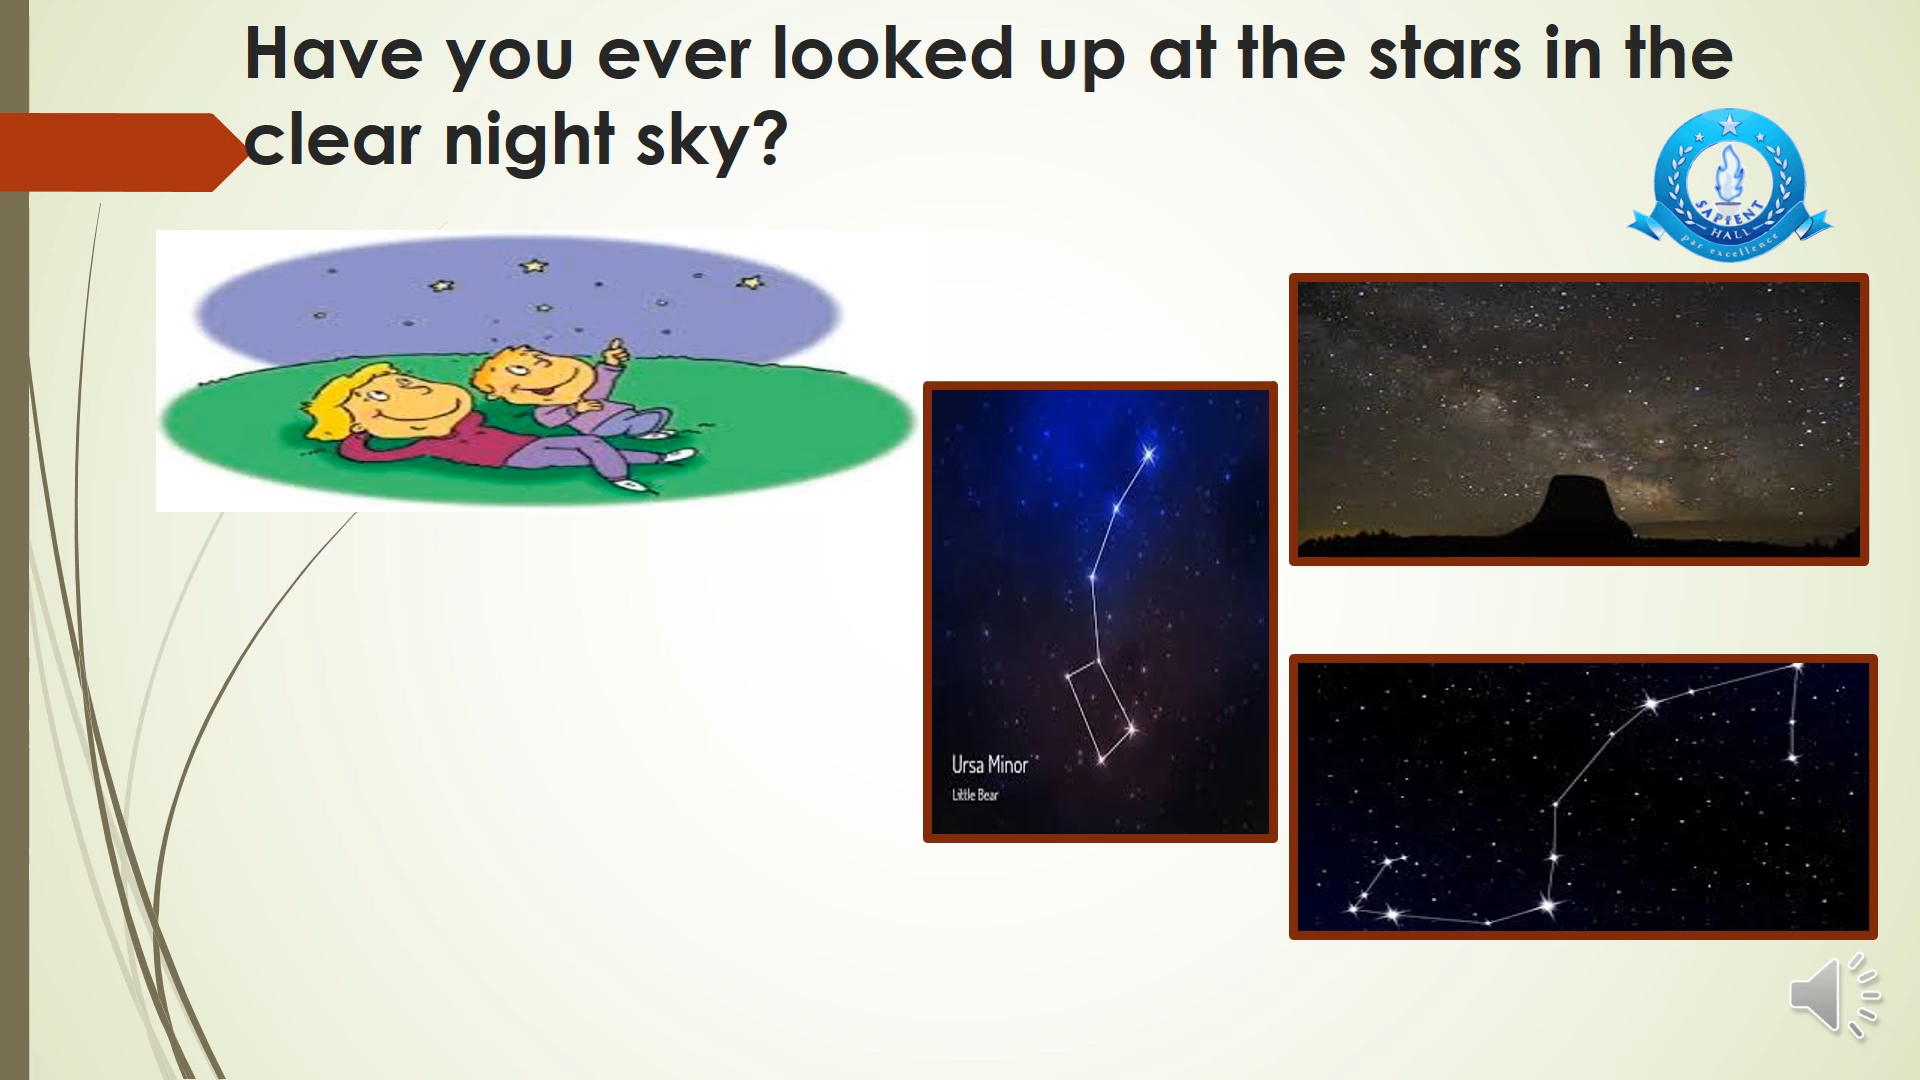 Have you ever looked up at the stars in the
clear night sky?
SAPIENT
HALL
par excellence
Ursa Minor
Little Bear